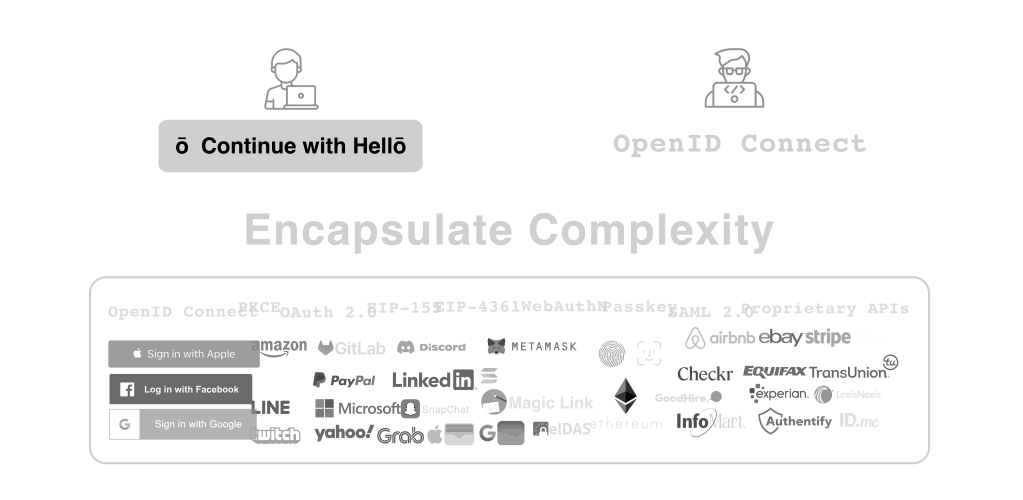 ō Continue with Hellō
OpenID Connect
Encapsulate Complexity
OpenID Connect PKCE OAuth 2.0 EIP-155 EIP-4361 WebAuthN Passkey SAML 2.0 Proprietary APIs
Sign in with Apple amazon GitLab Discord METAMASK airbnb ebay stripe
Log in with Facebook PayPal LinkedIn Checkr EQUIFAX TransUnion tu
GoodHire experian. LexisNexis
LINE Microsoft SnapChat Magic Link
G Sign in with Google ethereum InfoMart Authentify ID.me
twitch yahoo! Grab G eIDAS